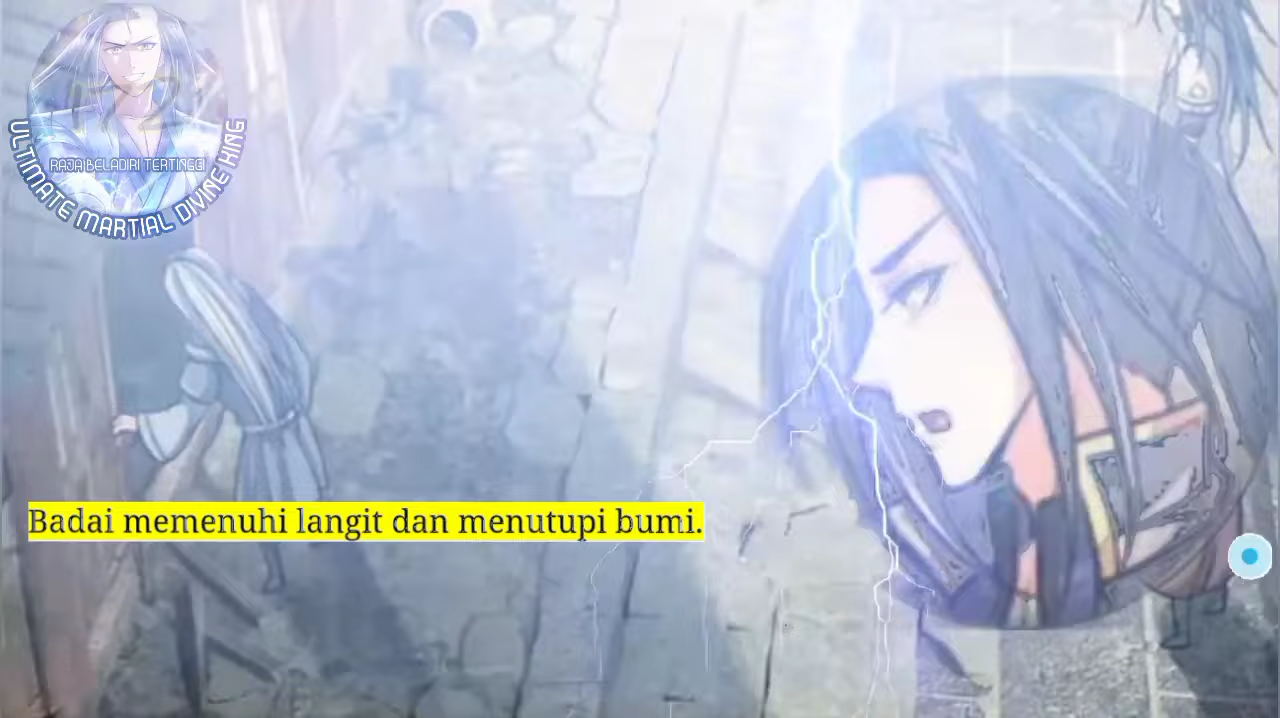 RAJA BELADIRI TERTINGGI
ULTIMATE MARTIAL DIVINE KING
Badai memenuhi langit dan menutupi bumi.